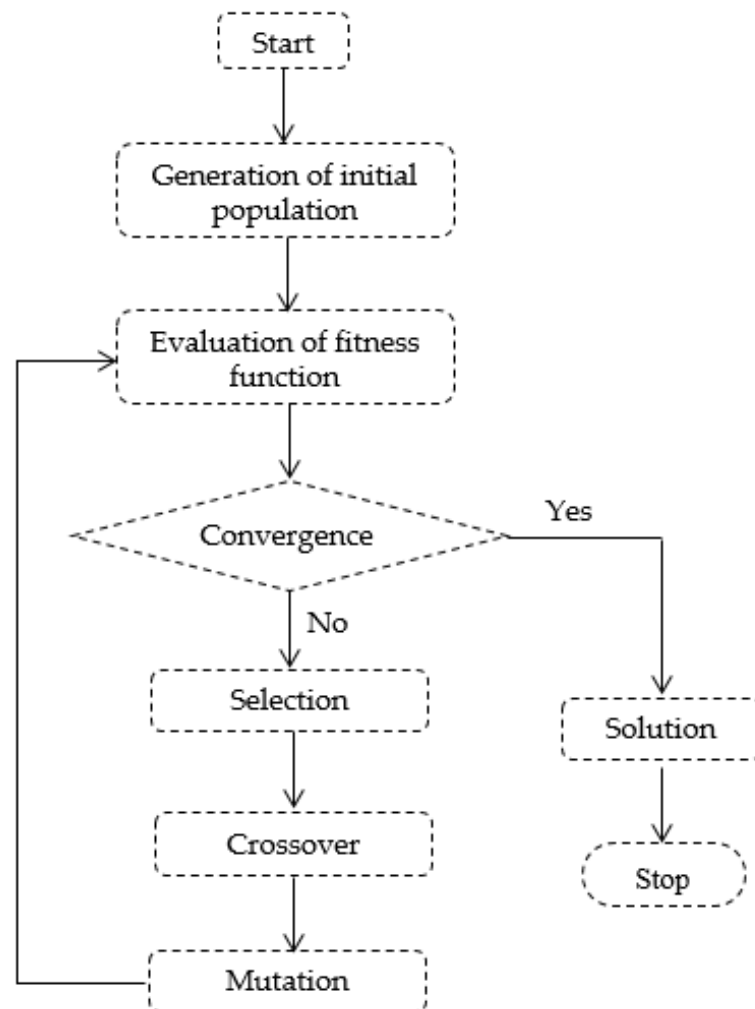 Start
Generation of initial
population
Evaluation of fitness
function
Convergence
Yes
No
Selection
Solution
Crossover
Stop
Mutation